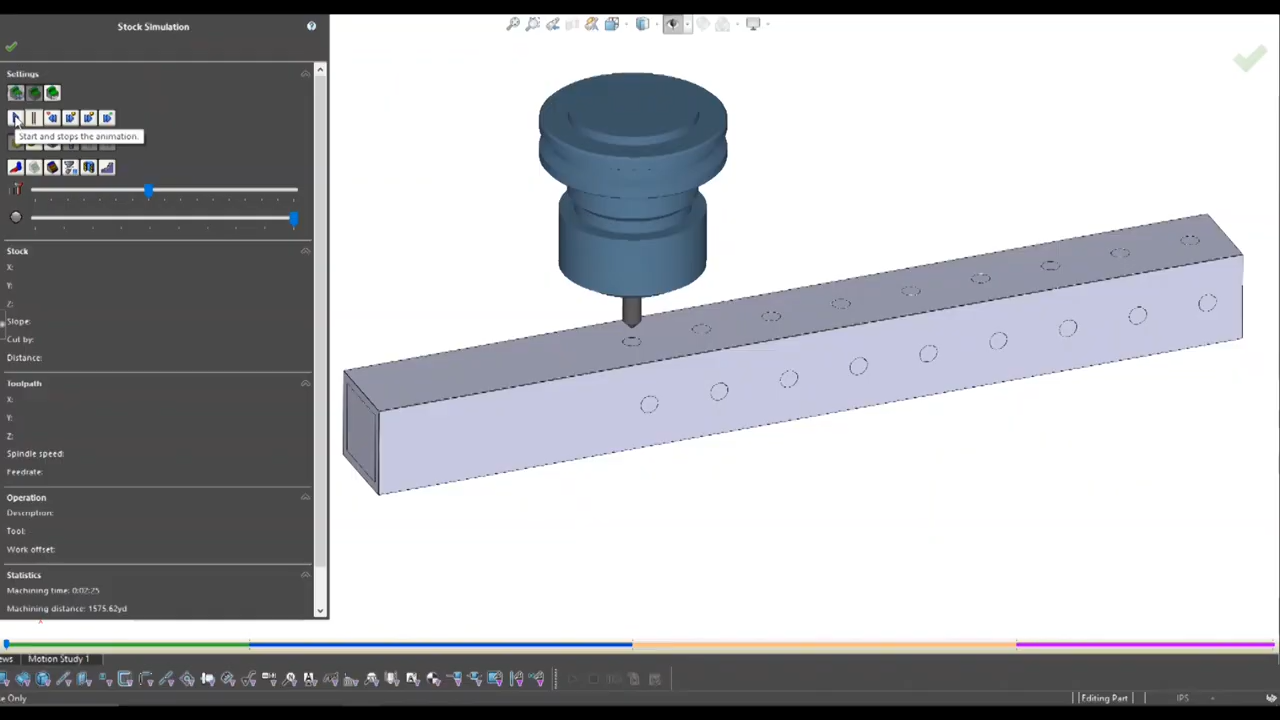 Stock Simulation
Settings
Start and stops the animation.
Stock
X:
Y:
Z:
Slope:
Cut by:
Distance:
Toolpath
X:
Y:
Z:
Spindle speed:
Feedrate:
Operation
Description:
Tool:
Work offset:
Statistics
Machining time: 0:02:25
Machining distance: 1575.62yd
ews
Motion Study 1
e Only
Editing Part
IPS